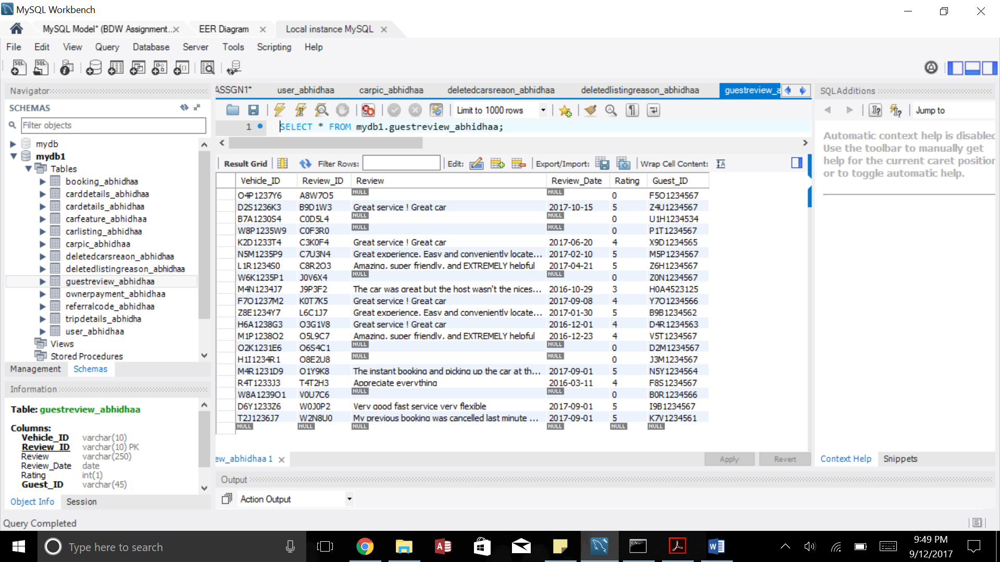 MySQL Workbench
MySQL Model* (BDW Assignment... EER Diagram Local instance MySQL
File Edit View Query Database Server Tools Scripting Help
Navigator
SCHEMAS
Filter objects
mydb
mydb1
Tables
booking_abhidhaa
carddetails_abhidhaa
cardetails_abhidhaa
carfeature_abhidhaa
carlisting_abhidhaa
carpic_abhidhaa
deletedcarsreaon_abhidhaa
deletedlistingreason_abhidhaa
guestreview_abhidhaa
ownerpayment_abhidhaa
referralcode_abhidhaa
tripdetails_abhidha
user_abhidhaa
Views
Stored Procedures
Management Schemas
Information
Table: guestreview_abhidhaa
Columns:
Vehicle_ID varchar(10)
Review_ID varchar(10) PK
Review varchar(250)
Review_Date date
Rating int(1)
Guest_ID varchar(45)
Object Info Session
ASSGN1* user_abhidhaa carpic_abhidhaa deletedcarsreaon_abhidhaa deletedlistingreason_abhidhaa guestreview_a
Limit to 1000 rows
1 SELECT * FROM mydb1.guestreview_abhidhaa;
Result Grid Filter Rows: Edit: Export/Import: Wrap Cell Content:
Vehicle_ID Review_ID Review Review_Date Rating Guest_ID
O4P1237Y6 A8W7O5 NULL NULL 0 F5O1234567
D2S1236K3 B9D1W3 Great service ! Great car 2017-10-15 5 Z4U1234567
B7A1230S4 C0D5L4 NULL NULL 0 U1H1234534
W8P1235W9 C0F3R0 NULL NULL 0 P1T1234567
K2D1233T4 C3K0F4 Great service ! Great car 2017-06-20 4 X9D1234565
N5M1235P9 C7U3N4 Great experience. Easy and conveniently locate... 2017-02-10 5 M5P1234567
L1R1234S0 C8R2O3 Amazing, super friendly, and EXTREMELY helpful 2017-04-21 5 Z6H1234567
W6K1235P1 J0V6X4 NULL NULL 0 Z0N1234567
M4N1234J7 J9P3F2 The car was great but the host wasn't the nices... 2016-10-29 3 H0A4523125
F7O1237M2 K0T7K5 Great service ! Great car 2017-09-08 4 Y7O1234566
Z8E1234Y7 L6C1J7 Great experience. Easy and conveniently locate... 2017-01-30 5 B9B1234562
H6A1238G3 O3G1V8 Great service ! Great car 2016-12-01 4 D4R1234563
M1P1238O2 O5L9C7 Amazing, super friendly, and EXTREMELY helpful 2016-12-23 4 V5T1234567
O2K1231E6 O6S4C1 NULL NULL 0 D2M1234567
H1I1234R1 O8E2U8 NULL NULL 0 J3M1234567
M4R1231D9 O1Y9K8 The instant booking and picking up the car at th... 2017-09-01 5 N5Y1234564
R4T1233J3 T4T2H3 Appreciate everything 2016-03-11 4 F8S1234567
W8A1239O1 V0U7C6 NULL NULL 0 B0R1234566
D6Y1233Z6 W0J0P2 Very good fast service very flexible 2017-09-01 5 I9B1234567
T2J1236J7 W2N8U0 My previous booking was cancelled last minute ... 2017-09-01 5 K7V1234561
NULL NULL NULL NULL NULL NULL
ew_abhidhaa 1 Apply Revert
Output
Action Output
SQLAdditions
Jump to
Automatic context help is disabled
Use the toolbar to manually get
help for the current caret position
or to toggle automatic help.
Context Help Snippets
Query Completed
Type here to search
9:49 PM
9/12/2017